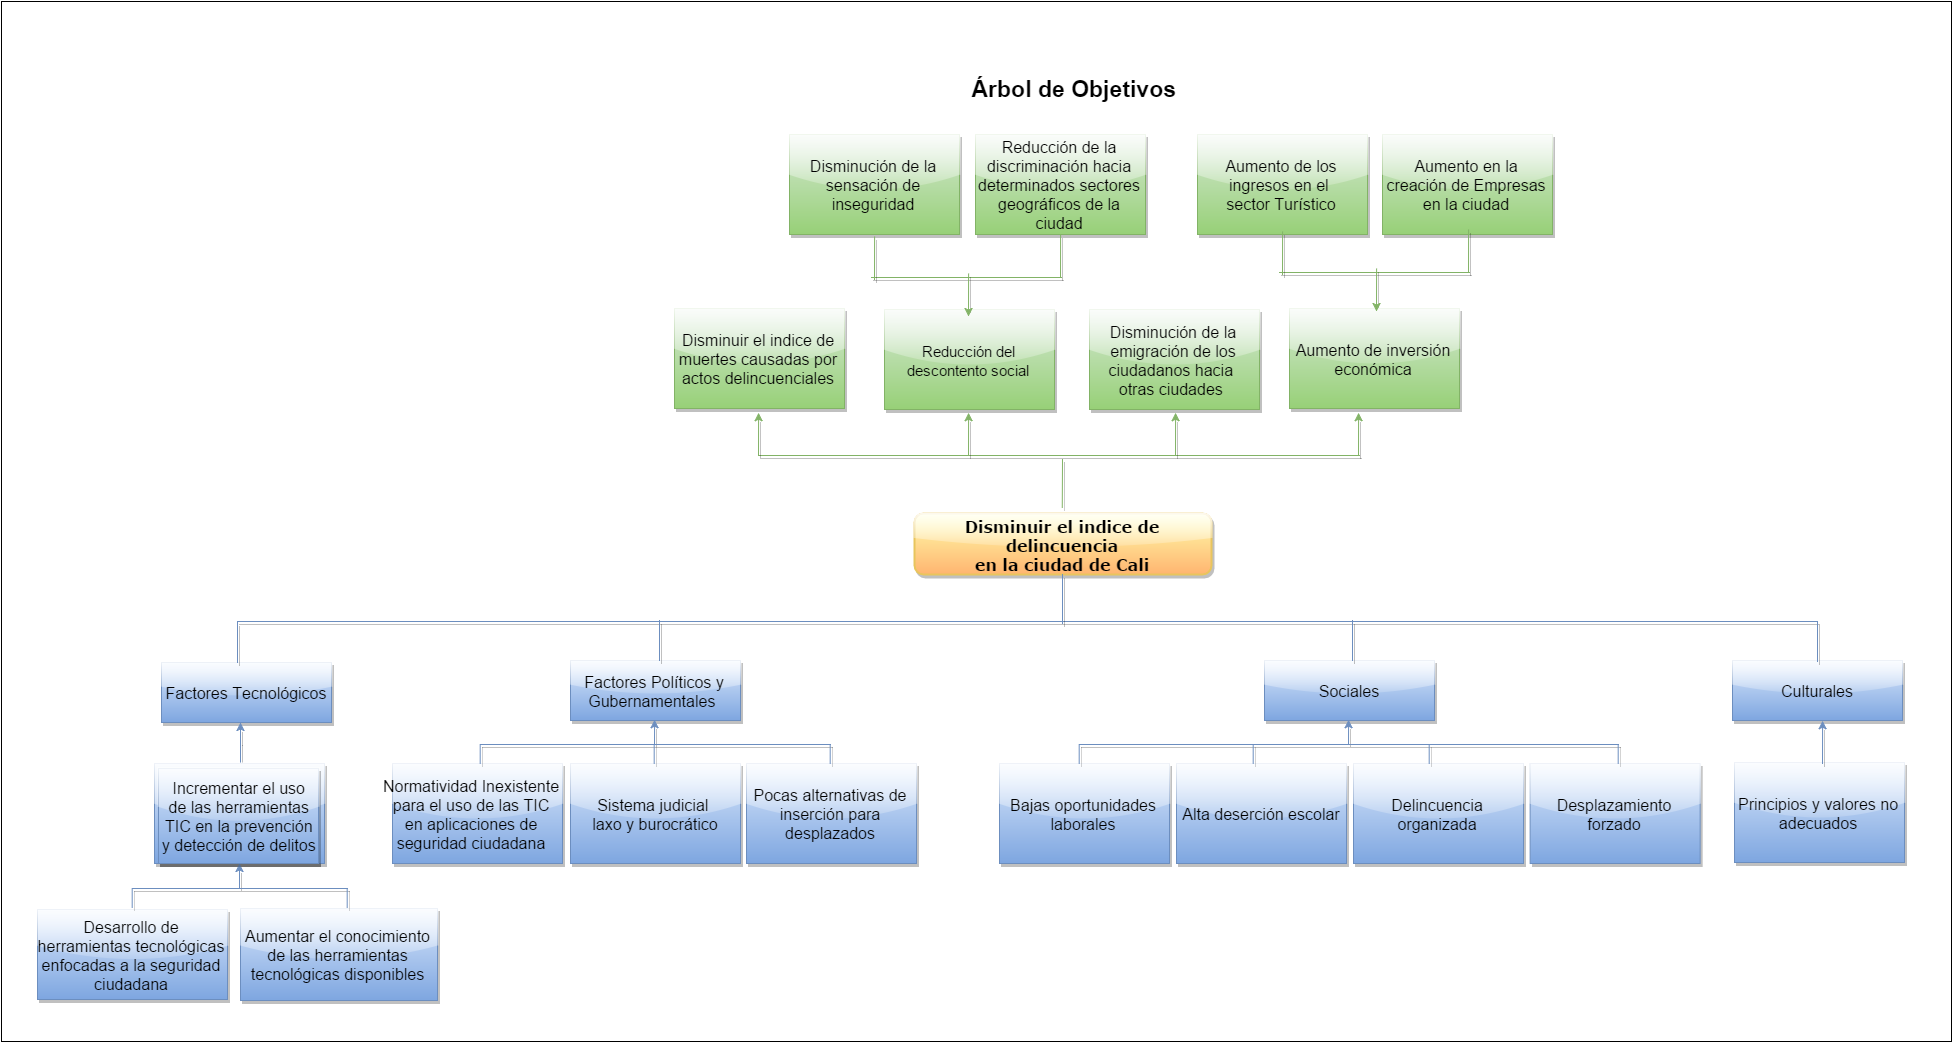 Árbol de Objetivos
Disminución de la
sensación de
inseguridad
Reducción de la
discriminación hacia
determinados sectores
geográficos de la
ciudad
Aumento de los
ingresos en el
sector Turístico
Aumento en la
creación de Empresas
en la ciudad
Disminuir el indice de
muertes causadas por
actos delincuenciales
Reducción del
descontento social
Disminución de la
emigración de los
ciudadanos hacia
otras ciudades
Aumento de inversión
económica
Disminuir el indice de
delincuencia
en la ciudad de Cali
Factores Tecnológicos
Factores Políticos y
Gubernamentales
Sociales
Culturales
Incrementar el uso
de las herramientas
TIC en la prevención
y detección de delitos
Normatividad Inexistente
para el uso de las TIC
en aplicaciones de
seguridad ciudadana
Sistema judicial
laxo y burocrático
Pocas alternativas de
inserción para
desplazados
Bajas oportunidades
laborales
Alta deserción escolar
Delincuencia
organizada
Desplazamiento
forzado
Principios y valores no
adecuados
Desarrollo de
herramientas tecnológicas
enfocadas a la seguridad
ciudadana
Aumentar el conocimiento
de las herramientas
tecnológicas disponibles